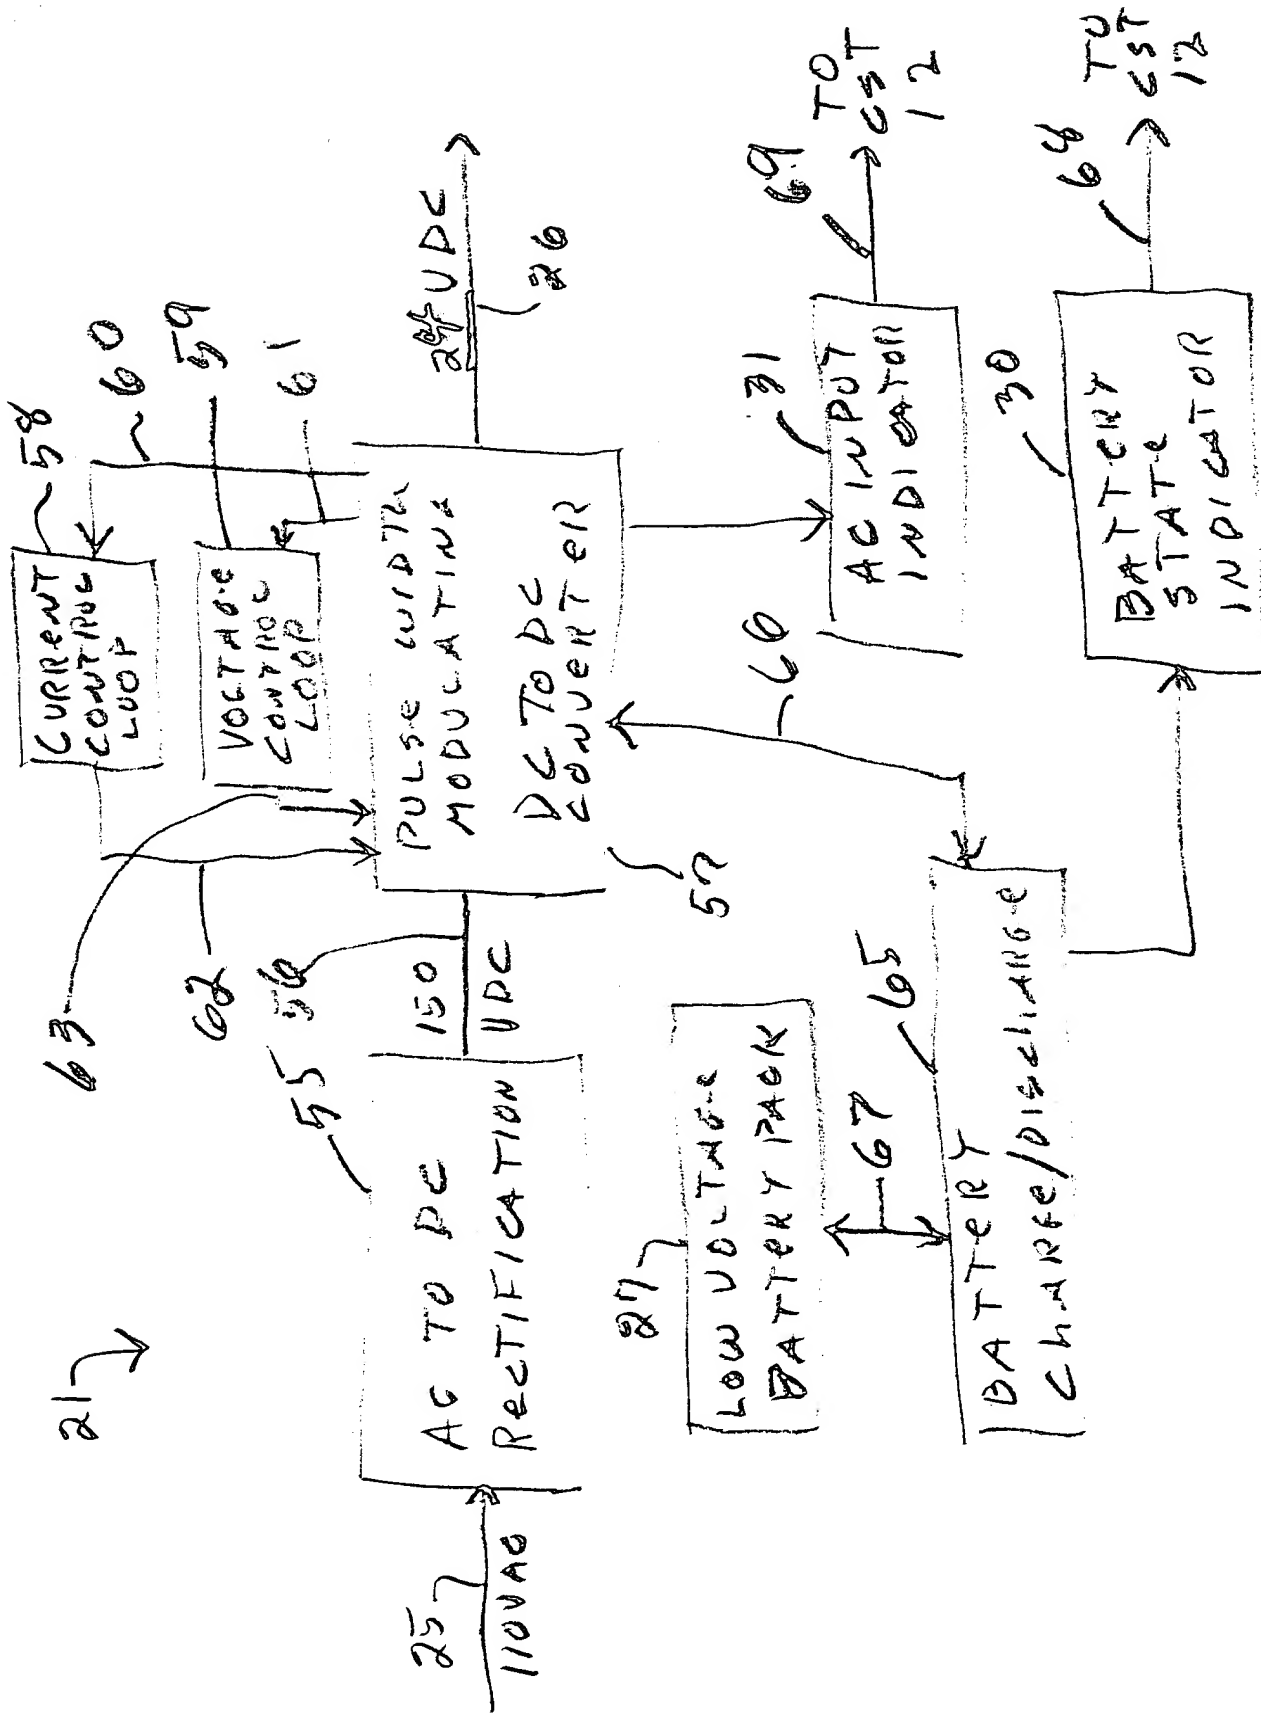 21
25
110VAC
55
AC TO DC
RECTIFICATION
56
150
VDC
63
62
58
CURRENT
CONTROL
LOOP
60
59
VOLTAGE
CONTROL
LOOP
61
PULSE WIDTH
MODULATING
DC TO DC
CONVERTER
57
24 VDC
26
27
LOW VOLTAGE
BATTERY PACK
67
65
BATTERY
CHARGE/DISCHARGE
66
31
AC INPUT
INDICATOR
69
TO
CST
12
30
BATTERY
STATE
INDICATOR
68
TO
CST
12